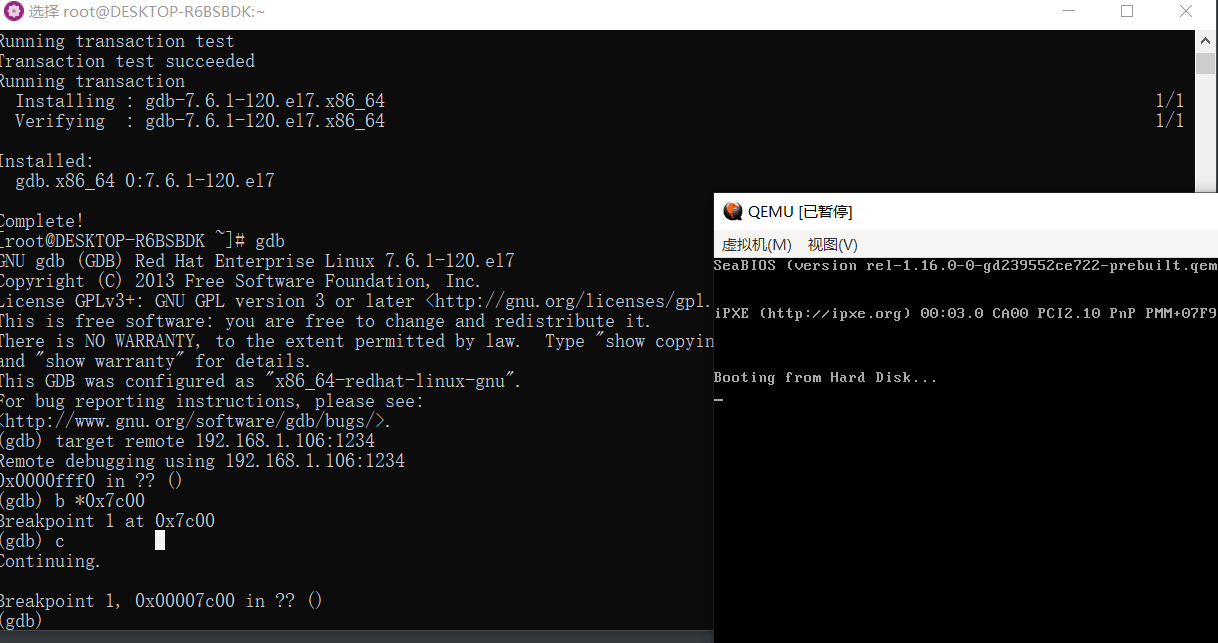 选择 root@DESKTOP-R6BSBDK:~
Running transaction test
Transaction test succeeded
Running transaction
Installing : gdb-7.6.1-120.el7.x86_64 1/1
Verifying : gdb-7.6.1-120.el7.x86_64 1/1
Installed:
gdb.x86_64 0:7.6.1-120.el7
Complete!
[root@DESKTOP-R6BSBDK ~]# gdb
GNU gdb (GDB) Red Hat Enterprise Linux 7.6.1-120.el7
Copyright (C) 2013 Free Software Foundation, Inc.
License GPLv3+: GNU GPL version 3 or later <http://gnu.org/licenses/gpl.
This is free software: you are free to change and redistribute it.
There is NO WARRANTY, to the extent permitted by law.  Type "show copyin
and "show warranty" for details.
This GDB was configured as "x86_64-redhat-linux-gnu".
For bug reporting instructions, please see:
<http://www.gnu.org/software/gdb/bugs/>.
(gdb) target remote 192.168.1.106:1234
Remote debugging using 192.168.1.106:1234
0x0000fff0 in ?? ()
(gdb) b *0x7c00
Breakpoint 1 at 0x7c00
(gdb) c
Continuing.
Breakpoint 1, 0x00007c00 in ?? ()
(gdb)
QEMU [已暂停]
虚拟机(M) 视图(V)
SeaBIOS (version rel-1.16.0-0-gd239552ce722-prebuilt.qem
iPXE (http://ipxe.org) 00:03.0 CA00 PCI2.10 PnP PMM+07F9
Booting from Hard Disk...